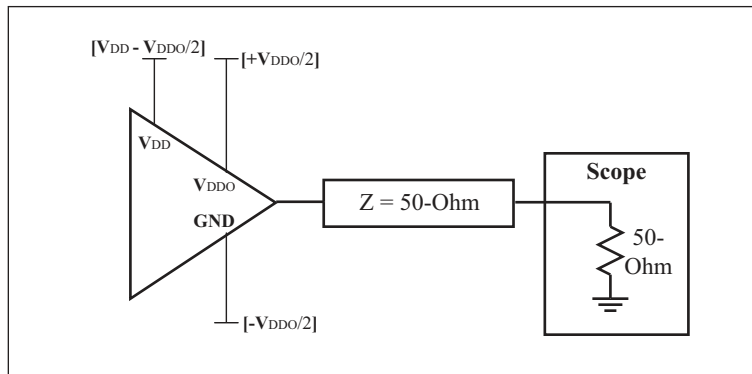 [VDD - VDDO/2]
[+VDDO/2]
VDD
VDDO
GND
[-VDDO/2]
Z = 50-Ohm
Scope
50-
Ohm